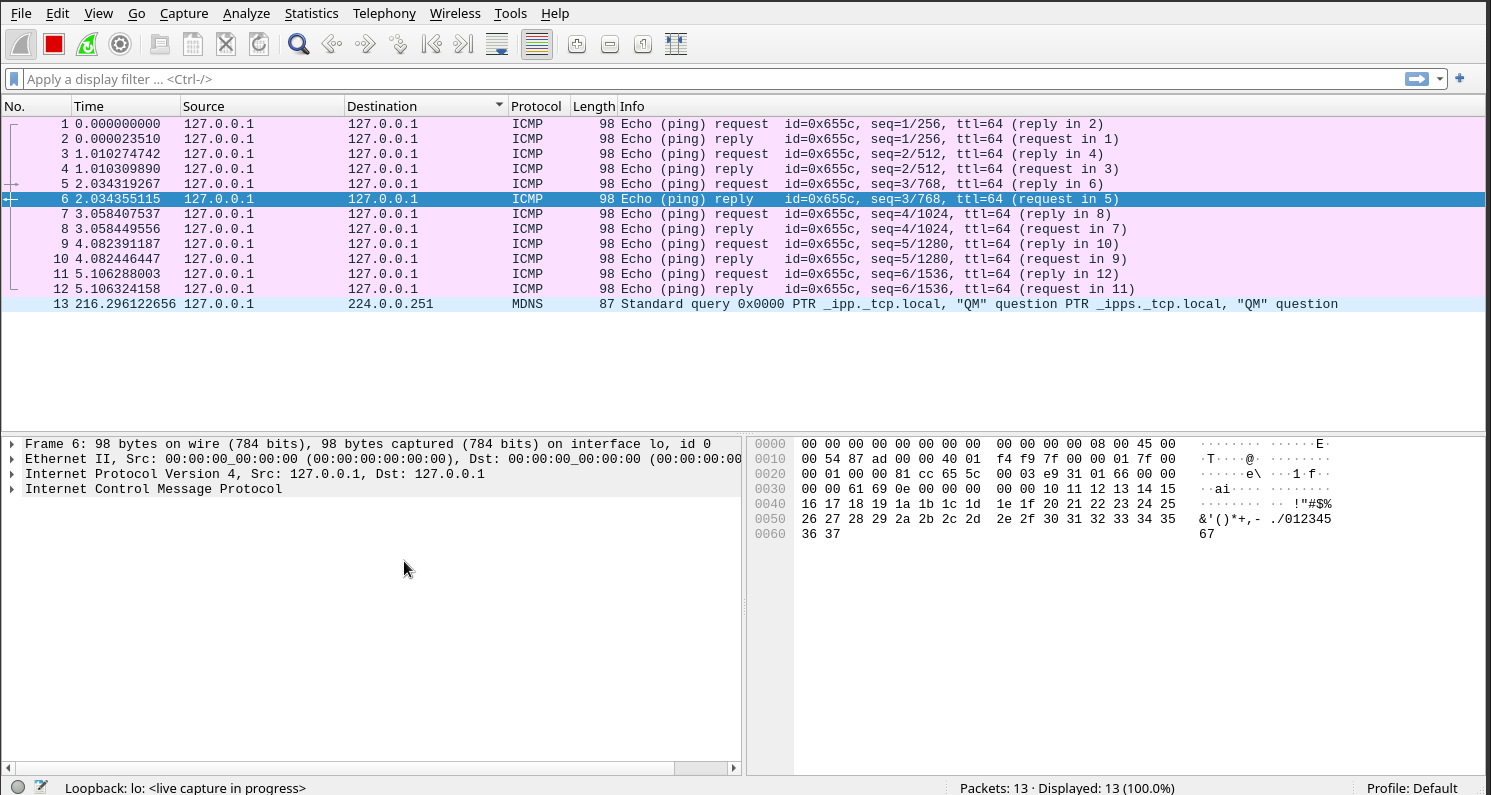 File Edit View Go Capture Analyze Statistics Telephony Wireless Tools Help
Apply a display filter ... <Ctrl-/>
No. Time Source Destination Protocol Length Info
1 0.000000000 127.0.0.1 127.0.0.1 ICMP 98 Echo (ping) request id=0x655c, seq=1/256, ttl=64 (reply in 2)
2 0.000023510 127.0.0.1 127.0.0.1 ICMP 98 Echo (ping) reply id=0x655c, seq=1/256, ttl=64 (request in 1)
3 1.010274742 127.0.0.1 127.0.0.1 ICMP 98 Echo (ping) request id=0x655c, seq=2/512, ttl=64 (reply in 4)
4 1.010309890 127.0.0.1 127.0.0.1 ICMP 98 Echo (ping) reply id=0x655c, seq=2/512, ttl=64 (request in 3)
5 2.034319267 127.0.0.1 127.0.0.1 ICMP 98 Echo (ping) request id=0x655c, seq=3/768, ttl=64 (reply in 6)
6 2.034355115 127.0.0.1 127.0.0.1 ICMP 98 Echo (ping) reply id=0x655c, seq=3/768, ttl=64 (request in 5)
7 3.058407537 127.0.0.1 127.0.0.1 ICMP 98 Echo (ping) request id=0x655c, seq=4/1024, ttl=64 (reply in 8)
8 3.058449556 127.0.0.1 127.0.0.1 ICMP 98 Echo (ping) reply id=0x655c, seq=4/1024, ttl=64 (request in 7)
9 4.082391187 127.0.0.1 127.0.0.1 ICMP 98 Echo (ping) request id=0x655c, seq=5/1280, ttl=64 (reply in 10)
10 4.082446447 127.0.0.1 127.0.0.1 ICMP 98 Echo (ping) reply id=0x655c, seq=5/1280, ttl=64 (request in 9)
11 5.106288003 127.0.0.1 127.0.0.1 ICMP 98 Echo (ping) request id=0x655c, seq=6/1536, ttl=64 (reply in 12)
12 5.106324158 127.0.0.1 127.0.0.1 ICMP 98 Echo (ping) reply id=0x655c, seq=6/1536, ttl=64 (request in 11)
13 216.296122656 127.0.0.1 224.0.0.251 MDNS 87 Standard query 0x0000 PTR _ipp._tcp.local, "QM" question PTR _ipps._tcp.local, "QM" question
Frame 6: 98 bytes on wire (784 bits), 98 bytes captured (784 bits) on interface lo, id 0
Ethernet II, Src: 00:00:00_00:00:00 (00:00:00:00:00:00), Dst: 00:00:00_00:00:00 (00:00:00:00
Internet Protocol Version 4, Src: 127.0.0.1, Dst: 127.0.0.1
Internet Control Message Protocol
0000 00 00 00 00 00 00 00 00 00 00 00 00 08 00 45 00 ········ ······E·
0010 00 54 87 ad 00 00 40 01 f4 f9 7f 00 00 01 7f 00 ·T····@· ········
0020 00 01 00 00 81 cc 65 5c 00 03 e9 31 01 66 00 00 ······e\ ···1·f··
0030 00 00 61 69 0e 00 00 00 00 00 10 11 12 13 14 15 ··ai···· ········
0040 16 17 18 19 1a 1b 1c 1d 1e 1f 20 21 22 23 24 25 ········ ·· !"#$%
0050 26 27 28 29 2a 2b 2c 2d 2e 2f 30 31 32 33 34 35 &'()*+,- ./012345
0060 36 37 67
Loopback: lo: <live capture in progress> Packets: 13 · Displayed: 13 (100.0%) Profile: Default